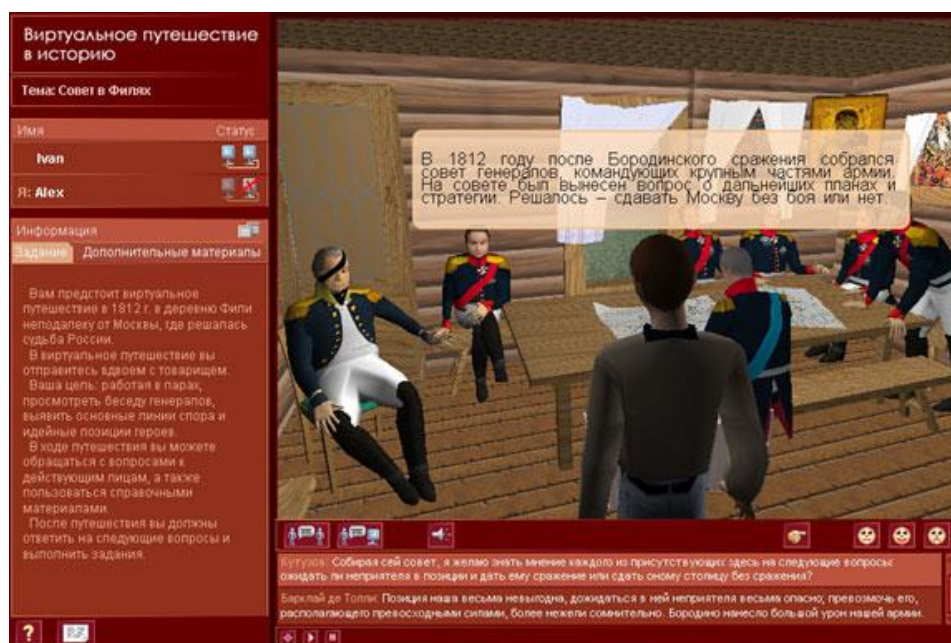 Виртуальное путешествие
в историю
Тема: Совет в Филях
Имя Статус
Ivan
Я: Alex
Информация
Задание Дополнительные материалы
Вам предстоит виртуальное
путешествие в 1812 г. в деревню Фили
неподалеку от Москвы, где решалась
судьба России.
В виртуальное путешествие вы
отправитесь вдвоем с товарищем.
Ваша цель: работая в парах,
просмотреть беседу генералов,
выявить основные линии спора и
идейные позиции героев.
В ходе путешествия вы можете
обращаться с вопросами к
действующим лицам, а также
пользоваться справочными
материалами.
После путешествия вы должны
ответить на следующие вопросы и
выполнить задания.
В 1812 году после Бородинского сражения собрался
совет генералов, командующих крупным частями армии.
На совете был вынесен вопрос о дальнейших планах и
стратегии. Решалось – сдавать Москву без боя или нет.
Кутузов: Собирая сей совет, я желаю знать мнение каждого из присутствующих здесь на следующие вопросы:
ожидать ли неприятеля в позиции и дать ему сражение или сдать оному столицу без сражения?
Барклай де Толли: Позиция наша весьма невыгодна, дожидаться в ней неприятеля весьма опасно; превозмочь его,
располагающего превосходными силами, более нежели сомнительно. Бородино нанесло большой урон нашей армии.
?